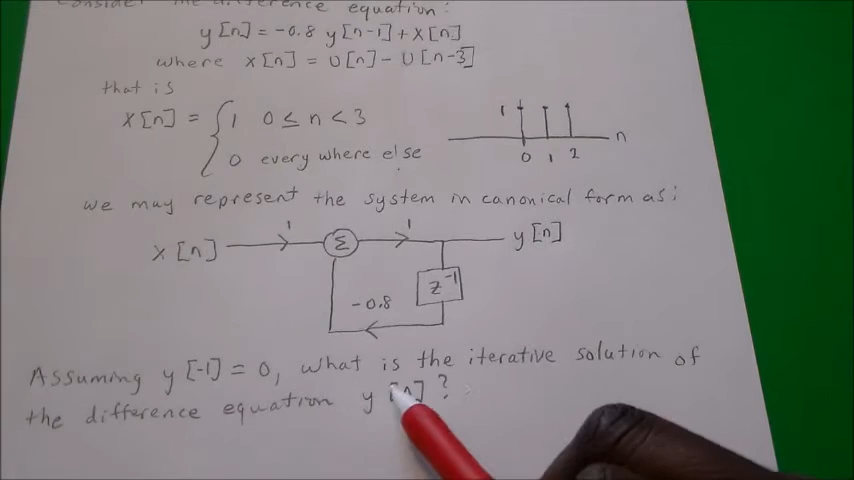 Consider the difference equation:
y[n] = -0.8 y[n-1] + x[n]
where x[n] = U[n] - U[n-3]
that is
x[n] = { 1 0 ≤ n < 3
0 every where else
1
n
0 1 2
we may represent the system in canonical form as:
x[n] 1 Σ 1 y[n]
z⁻¹
-0.8
Assuming y[-1] = 0, what is the iterative solution of
the difference equation y[n]?